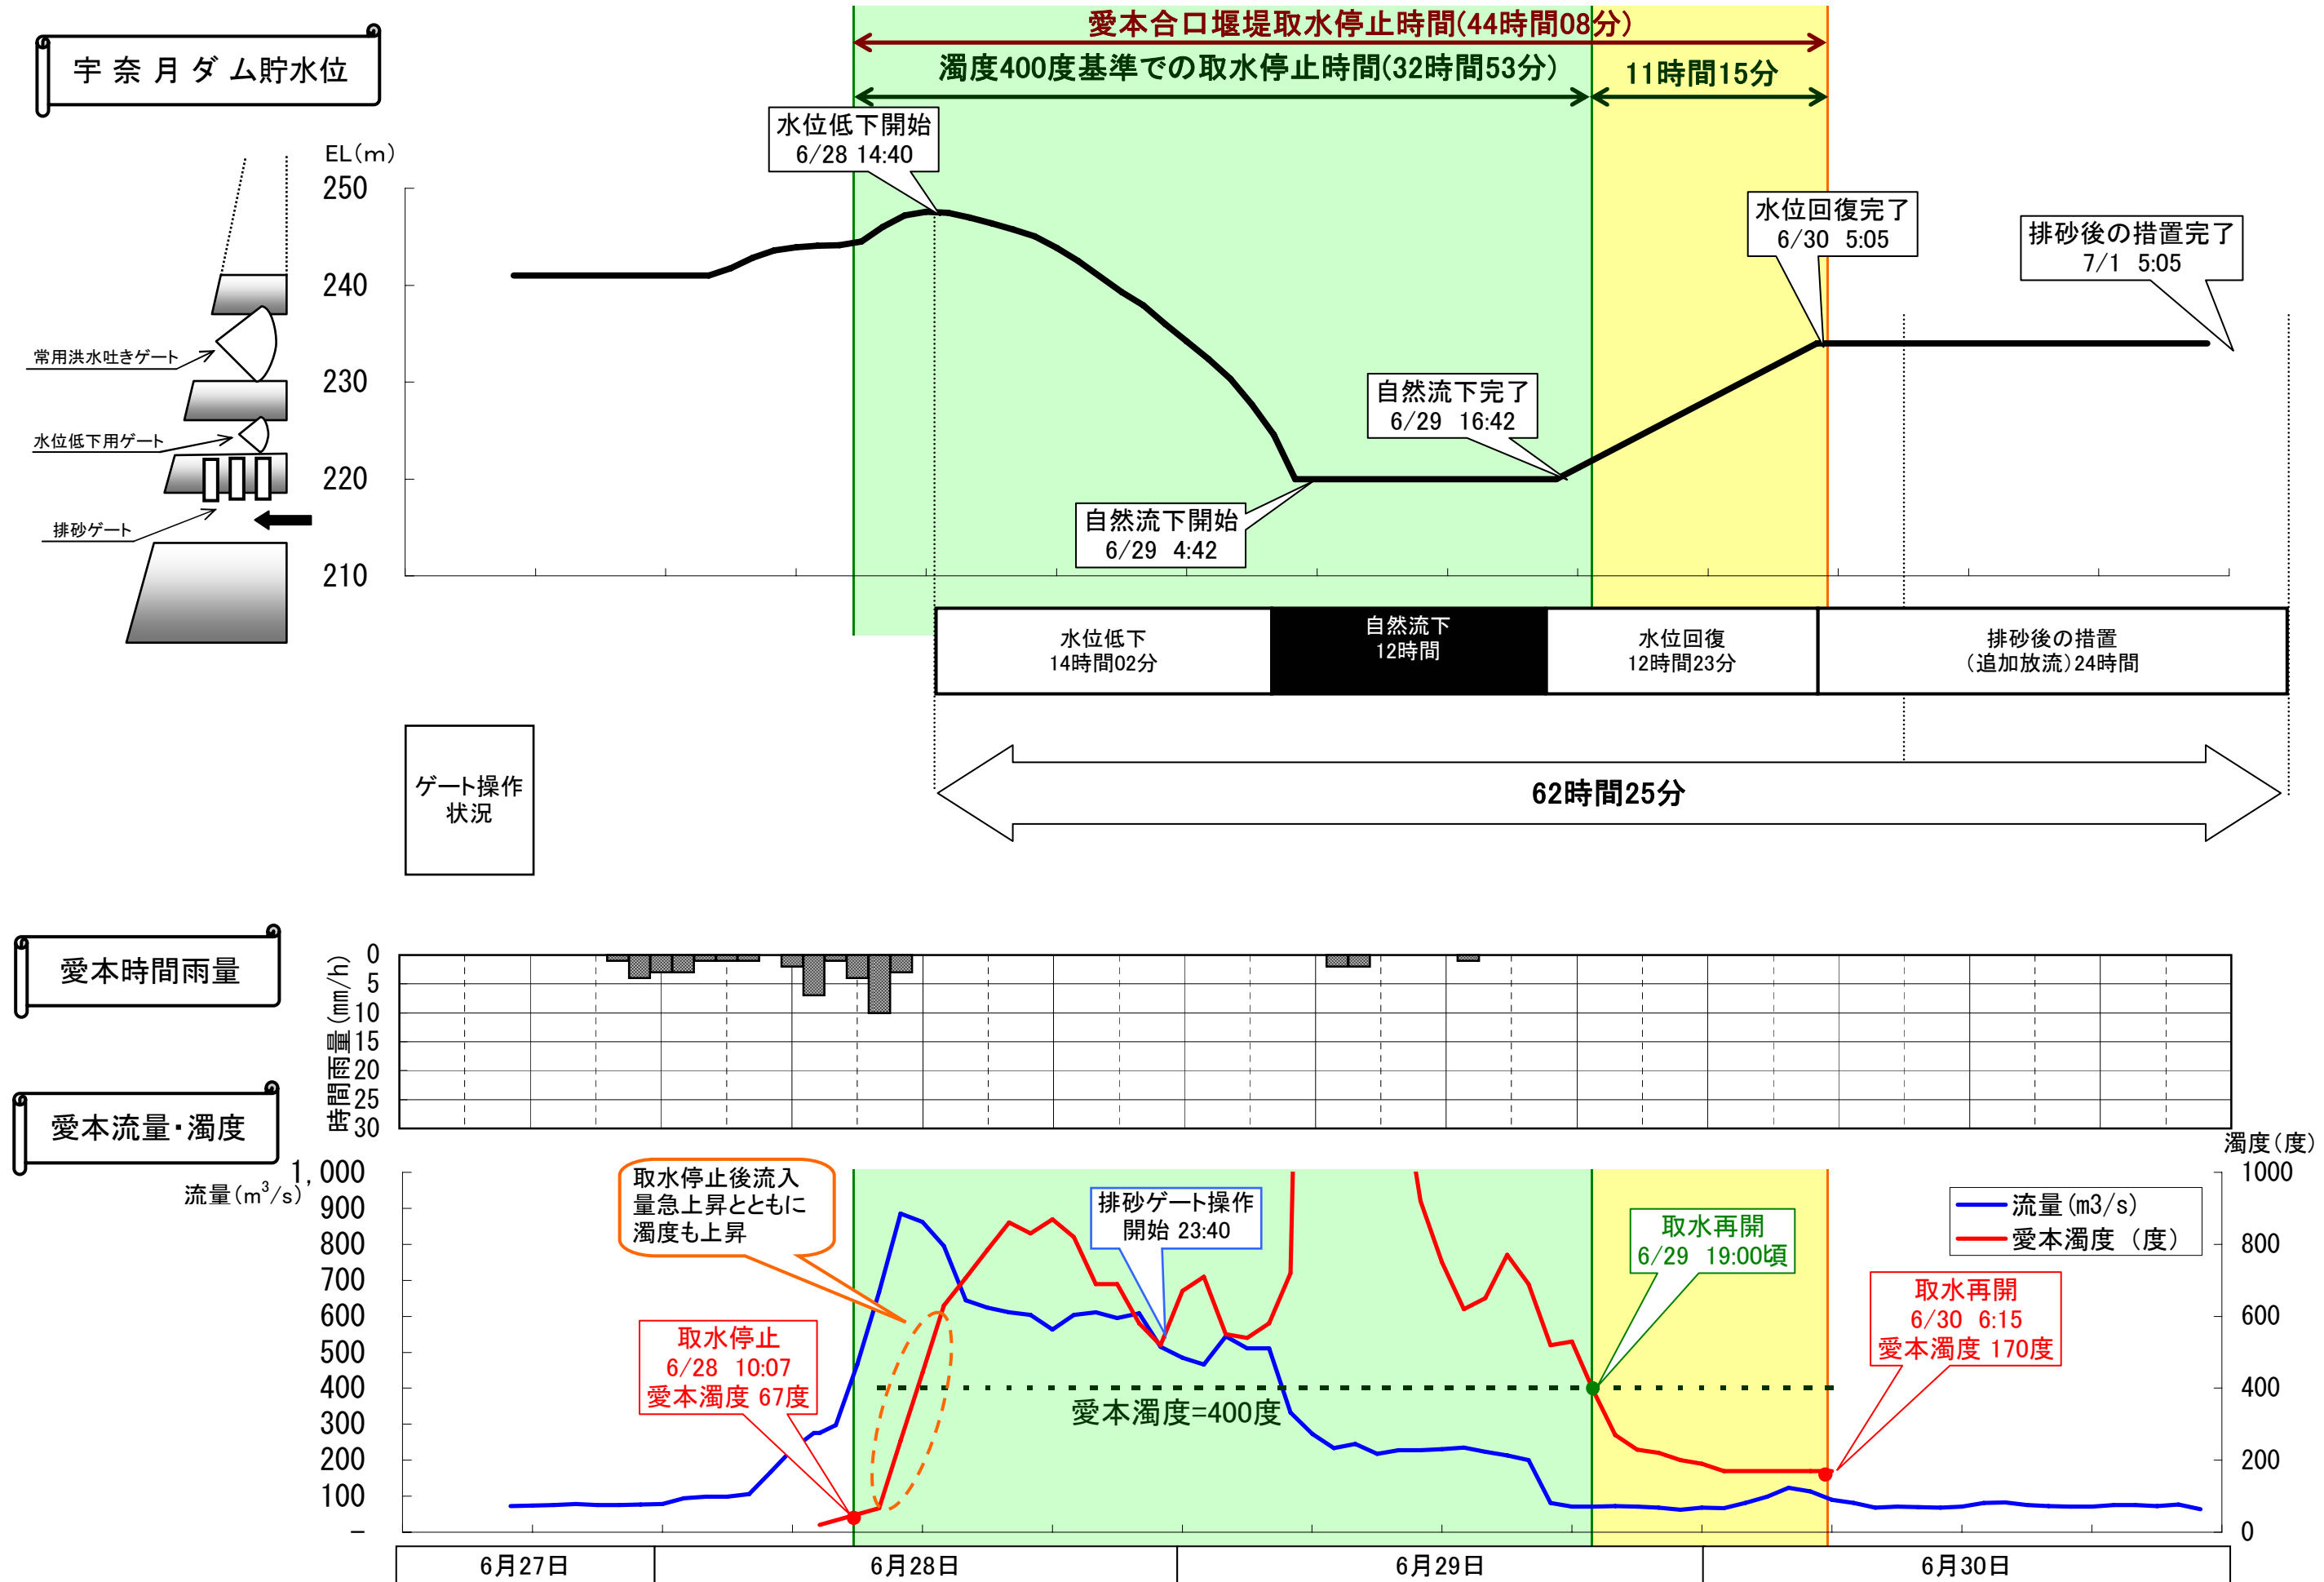 愛本合口堰堤取水停止時間(44時間08分)
濁度400度基準での取水停止時間(32時間53分)
11時間15分
宇奈月ダム貯水位
水位低下開始
6/28 14:40
EL(m)
250
240
230
220
210
水位回復完了
6/30 5:05
排砂後の措置完了
7/1 5:05
常用洪水吐きゲート
水位低下用ゲート
排砂ゲート
自然流下完了
6/29 16:42
自然流下開始
6/29 4:42
水位低下
14時間02分
自然流下
12時間
水位回復
12時間23分
排砂後の措置
(追加放流)24時間
ゲート操作
状況
62時間25分
愛本時間雨量
時間雨量(mm/h)
0
5
10
15
20
25
30
愛本流量・濁度
流量(m³/s)
1,000
900
800
700
600
500
400
300
200
100
−
濁度(度)
1000
800
600
400
200
0
取水停止後流入
量急上昇とともに
濁度も上昇
排砂ゲート操作
開始 23:40
取水再開
6/29 19:00頃
流量(m3/s)
愛本濁度 (度)
取水停止
6/28 10:07
愛本濁度 67度
取水再開
6/30 6:15
愛本濁度 170度
愛本濁度=400度
6月27日
6月28日
6月29日
6月30日